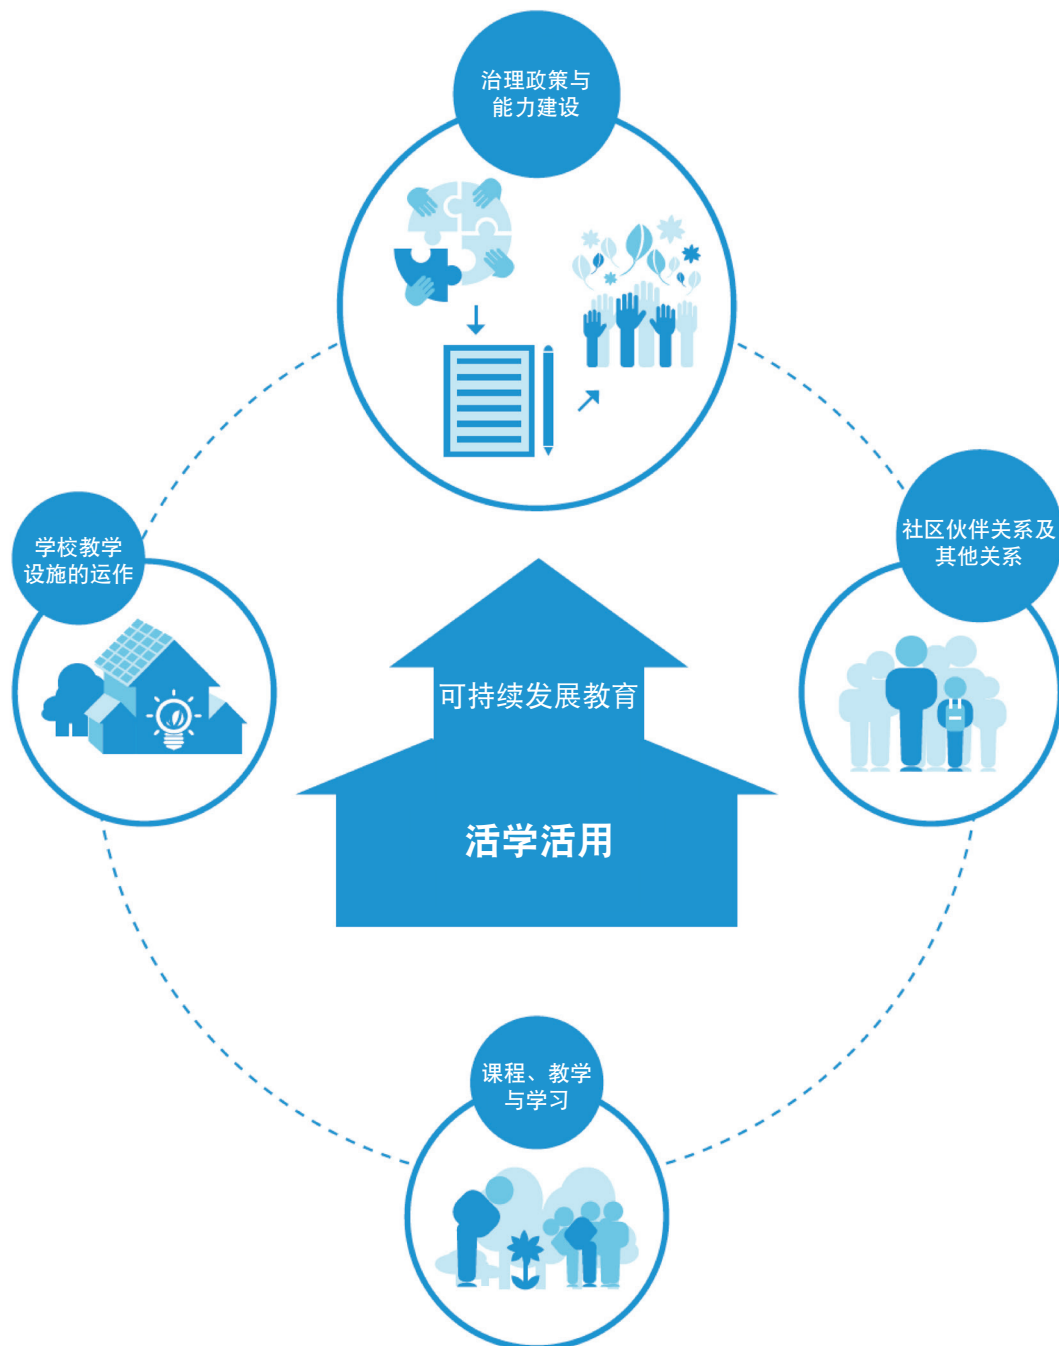 治理政策与
能力建设
学校教学
设施的运作
社区伙伴关系及
其他关系
可持续发展教育
活学活用
课程、教学
与学习